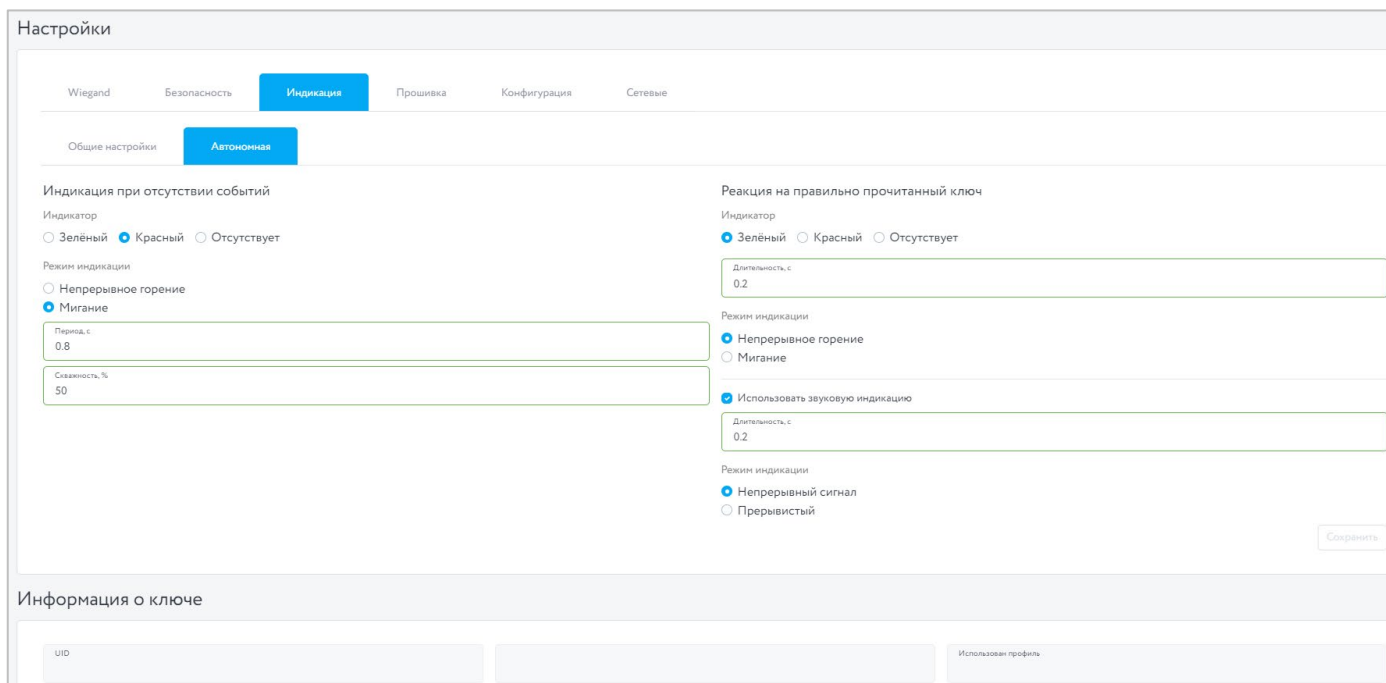 Настройки
Wiegand Безопасность Индикация Прошивка Конфигурация Сетевые
Общие настройки Автономная
Индикация при отсутствии событий
Индикатор
Зелёный Красный Отсутствует
Режим индикации
Непрерывное горение
Мигание
Период, с
0.8
Скважность, %
50
Реакция на правильно прочитанный ключ
Индикатор
Зелёный Красный Отсутствует
Длительность, с
0.2
Режим индикации
Непрерывное горение
Мигание
Использовать звуковую индикацию
Длительность, с
0.2
Режим индикации
Непрерывный сигнал
Прерывистый
Сохранить
Информация о ключе
UID Использован профиль